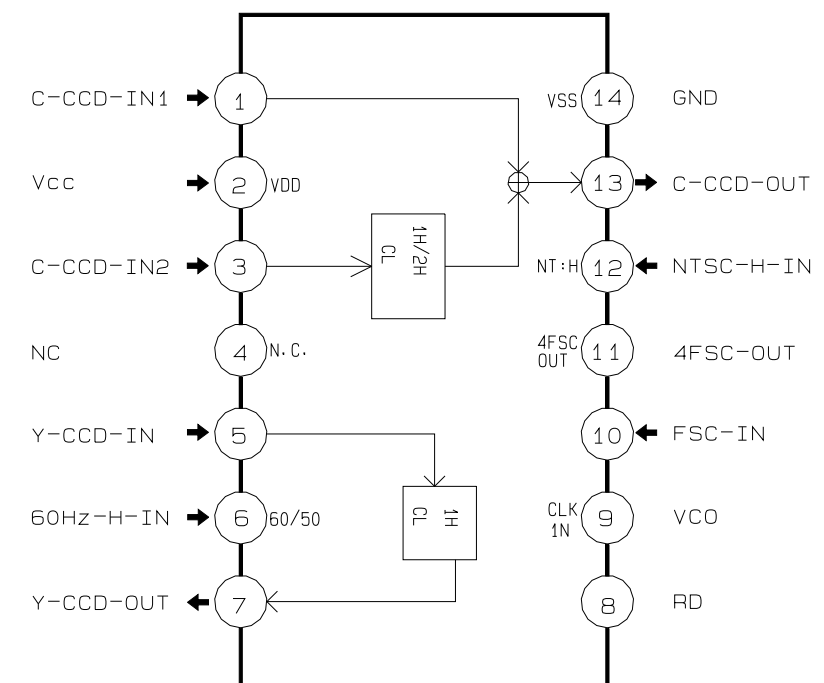 C-CCD-IN1
1
VSS
14
GND
Vcc
2
VDD
13
C-CCD-OUT
C-CCD-IN2
3
1H/2H
CL
NT:H
12
NTSC-H-IN
NC
4
N.C.
4FSC
OUT
11
4FSC-OUT
Y-CCD-IN
5
10
FSC-IN
60Hz-H-IN
6
60/50
1H
CL
CLK
1N
9
VCO
Y-CCD-OUT
7
8
RD